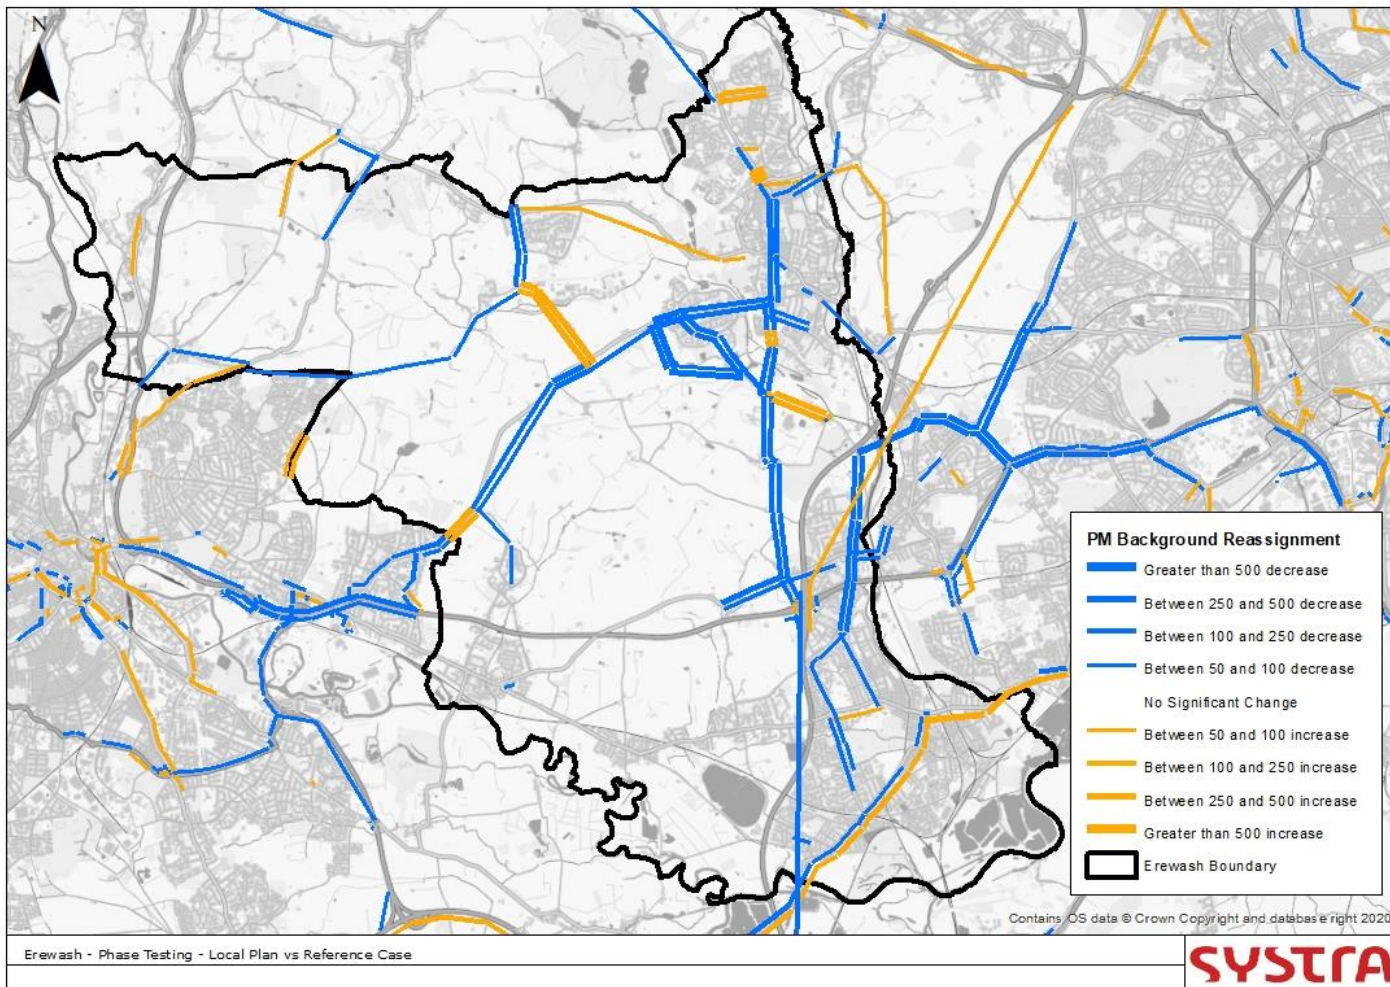 N
PM Background Reassignment
Greater than 500 decrease
Between 250 and 500 decrease
Between 100 and 250 decrease
Between 50 and 100 decrease
No Significant Change
Between 50 and 100 increase
Between 100 and 250 increase
Between 250 and 500 increase
Greater than 500 increase
Erewash Boundary
Contains OS data © Crown Copyright and database right 2020
Erewash - Phase Testing - Local Plan vs Reference Case
SYSTRA